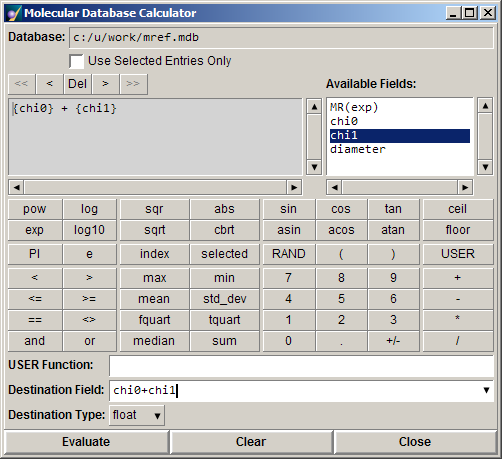 Molecular Database Calculator
Database: c:/u/work/mref.mdb
Use Selected Entries Only
<< < Del > >> Available Fields:
{chi0} + {chi1}
MR(exp)
chi0
chi1
diameter
pow log sqr abs sin cos tan ceil
exp log10 sqrt cbrt asin acos atan floor
PI e index selected RAND ( ) USER
< > max min 7 8 9 +
<= >= mean std_dev 4 5 6 -
== <> fquart tquart 1 2 3 *
and or median sum 0 . +/- /
USER Function:
Destination Field: chi0+chi1
Destination Type: float
Evaluate Clear Close